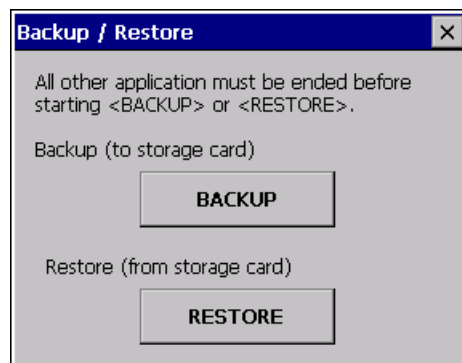 Backup / Restore
All other application must be ended before
starting <BACKUP> or <RESTORE>.
Backup (to storage card)
BACKUP
Restore (from storage card)
RESTORE